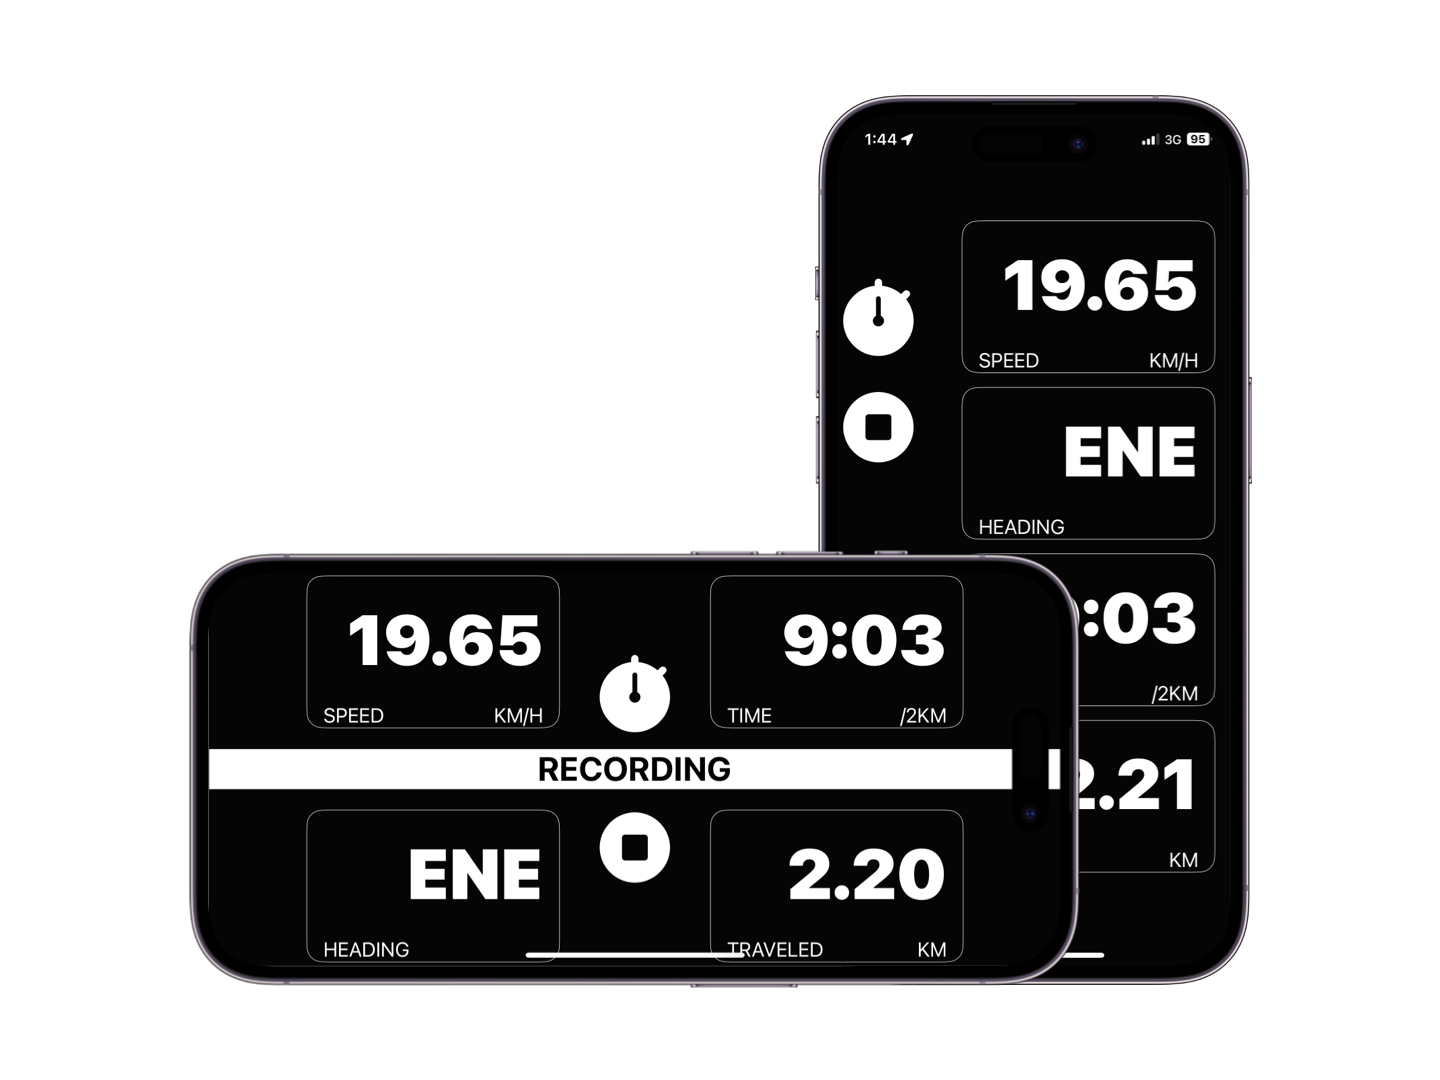 1:44
3G 95
19.65
SPEED KM/H
ENE
HEADING
:03
/2KM
2.21
KM
19.65
SPEED KM/H
9:03
TIME /2KM
RECORDING
ENE
HEADING
2.20
TRAVELED KM